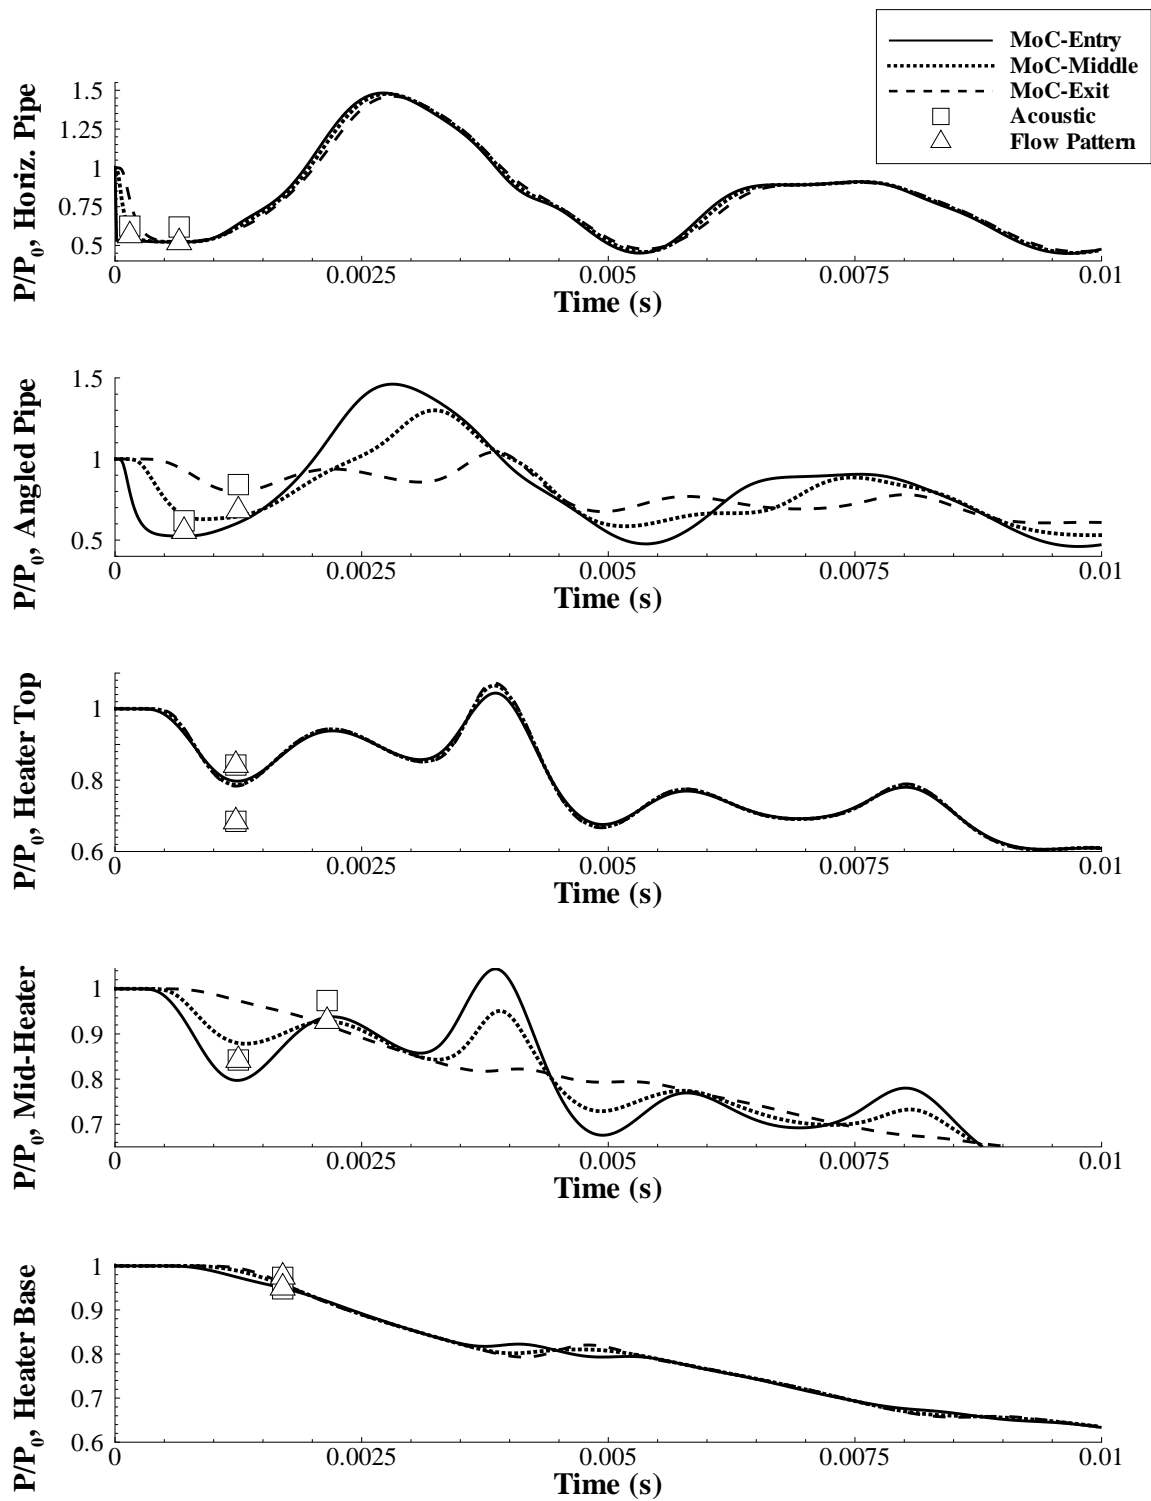 MoC-Entry
MoC-Middle
MoC-Exit
Acoustic
Flow Pattern
P/P0, Horiz. Pipe
1.5
1.25
1
0.75
0.5
0 0.0025 0.005 0.0075 0.01
Time (s)
P/P0, Angled Pipe
1.5
1
0.5
0 0.0025 0.005 0.0075 0.01
Time (s)
P/P0, Heater Top
1
0.8
0.6
0 0.0025 0.005 0.0075 0.01
Time (s)
P/P0, Mid-Heater
1
0.9
0.8
0.7
0 0.0025 0.005 0.0075 0.01
Time (s)
P/P0, Heater Base
1
0.9
0.8
0.7
0.6
0 0.0025 0.005 0.0075 0.01
Time (s)